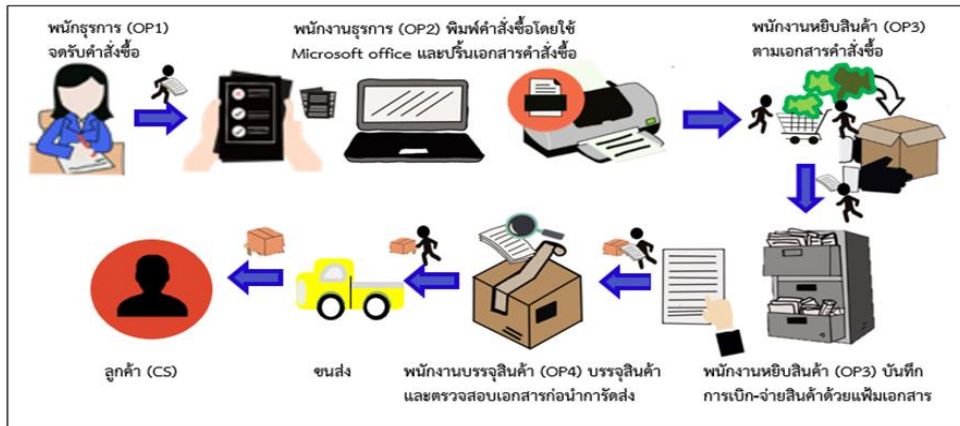 พนักธุรการ (OP1)
จดรับคำสั่งซื้อ
พนักงานธุรการ (OP2) พิมพ์คำสั่งซื้อโดยใช้
Microsoft office และปริ้นเอกสารคำสั่งซื้อ
พนักงานหยิบสินค้า (OP3)
ตามเอกสารคำสั่งซื้อ
ลูกค้า (CS)
ขนส่ง
พนักงานบรรจุสินค้า (OP4) บรรจุสินค้า
และตรวจสอบเอกสารก่อนำการัดส่ง
พนักงานหยิบสินค้า (OP3) บันทึก
การเบิก-จ่ายสินค้าด้วยแฟ้มเอกสาร